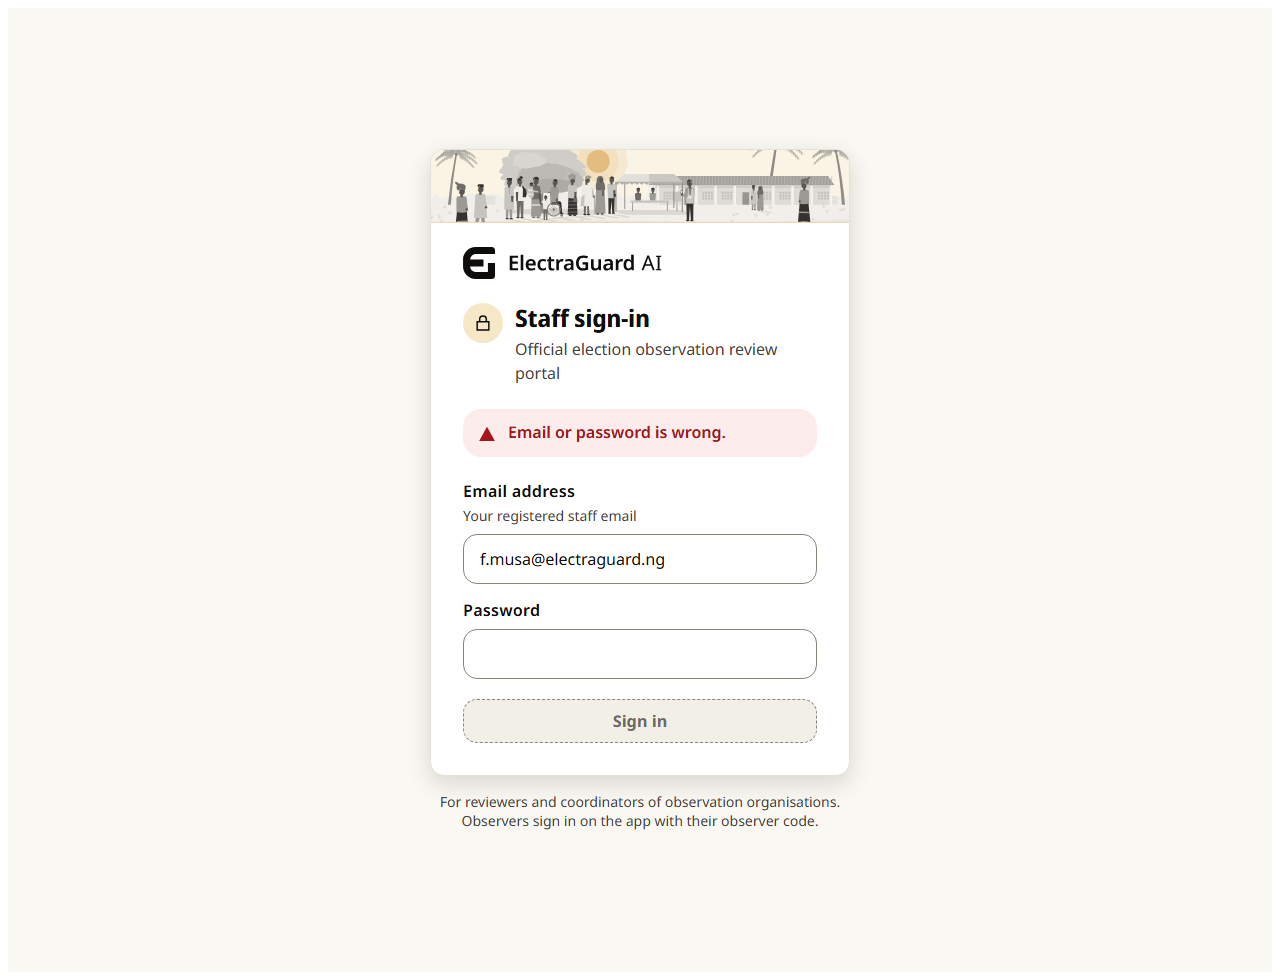 ElectraGuard AI
Staff sign-in
Official election observation review
portal
Email or password is wrong.
Email address
Your registered staff email
f.musa@electraguard.ng
Password
Sign in
For reviewers and coordinators of observation organisations.
Observers sign in on the app with their observer code.